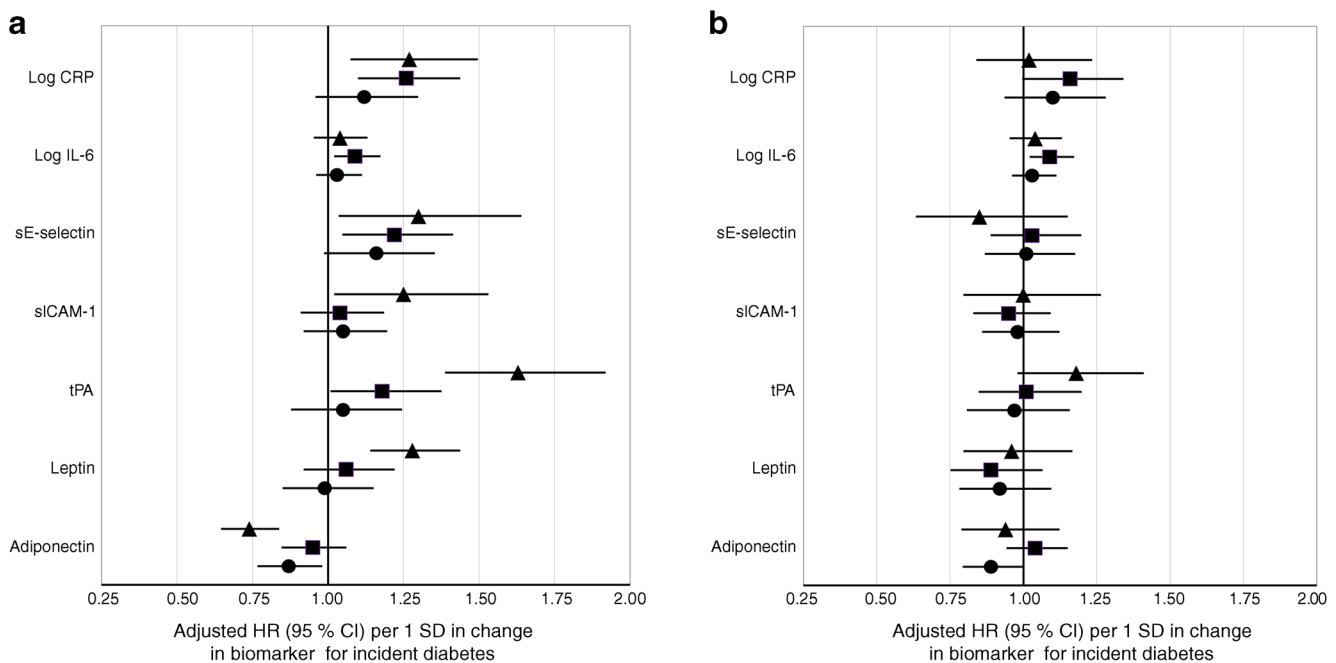 a
Log CRP
Log IL-6
sE-selectin
sICAM-1
tPA
Leptin
Adiponectin
0.25 0.50 0.75 1.00 1.25 1.50 1.75 2.00
Adjusted HR (95 % CI) per 1 SD in change
in biomarker for incident diabetes
b
Log CRP
Log IL-6
sE-selectin
sICAM-1
tPA
Leptin
Adiponectin
0.25 0.50 0.75 1.00 1.25 1.50 1.75 2.00
Adjusted HR (95 % CI) per 1 SD in change
in biomarker for incident diabetes